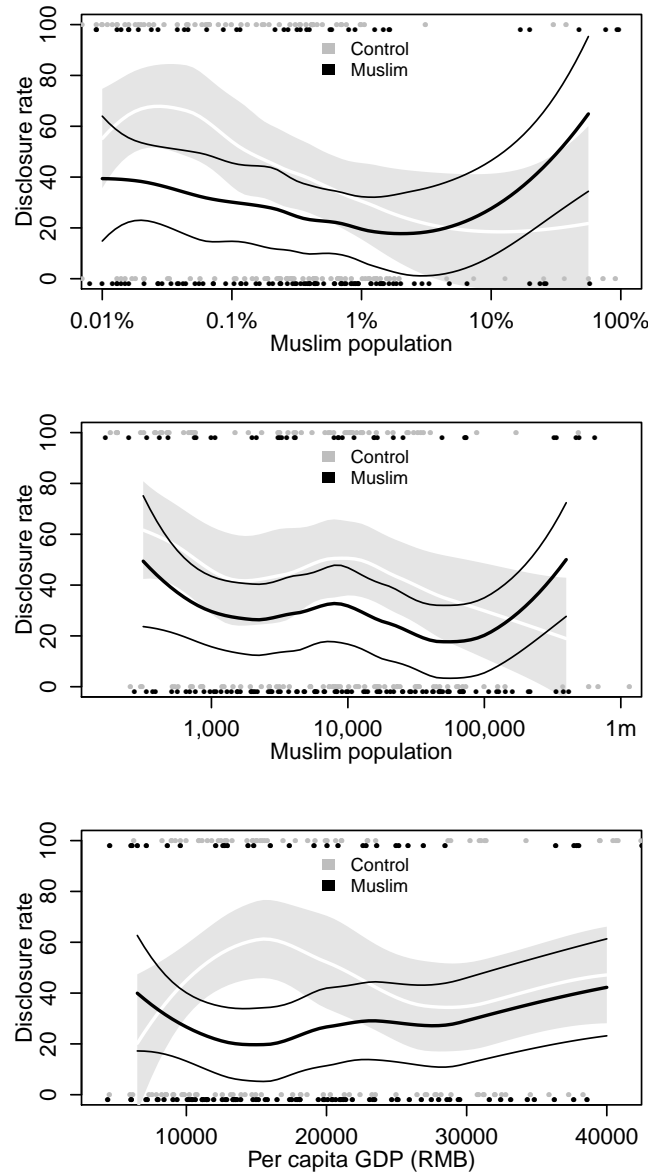 Disclosure rate
0 20 40 60 80 100
Control
Muslim
0.01% 0.1% 1% 10% 100%
Muslim population
Disclosure rate
0 20 40 60 80 100
Control
Muslim
1,000 10,000 100,000 1m
Muslim population
Disclosure rate
0 20 40 60 80 100
Control
Muslim
10000 20000 30000 40000
Per capita GDP (RMB)